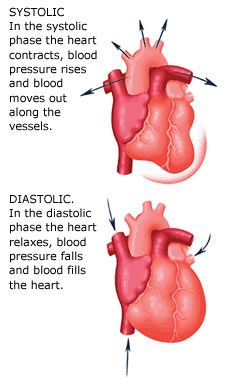 SYSTOLIC
In the systolic
phase the heart
contracts, blood
pressure rises
and blood
moves out
along the
vessels.
DIASTOLIC.
In the diastolic
phase the heart
relaxes, blood
pressure falls
and blood fills
the heart.